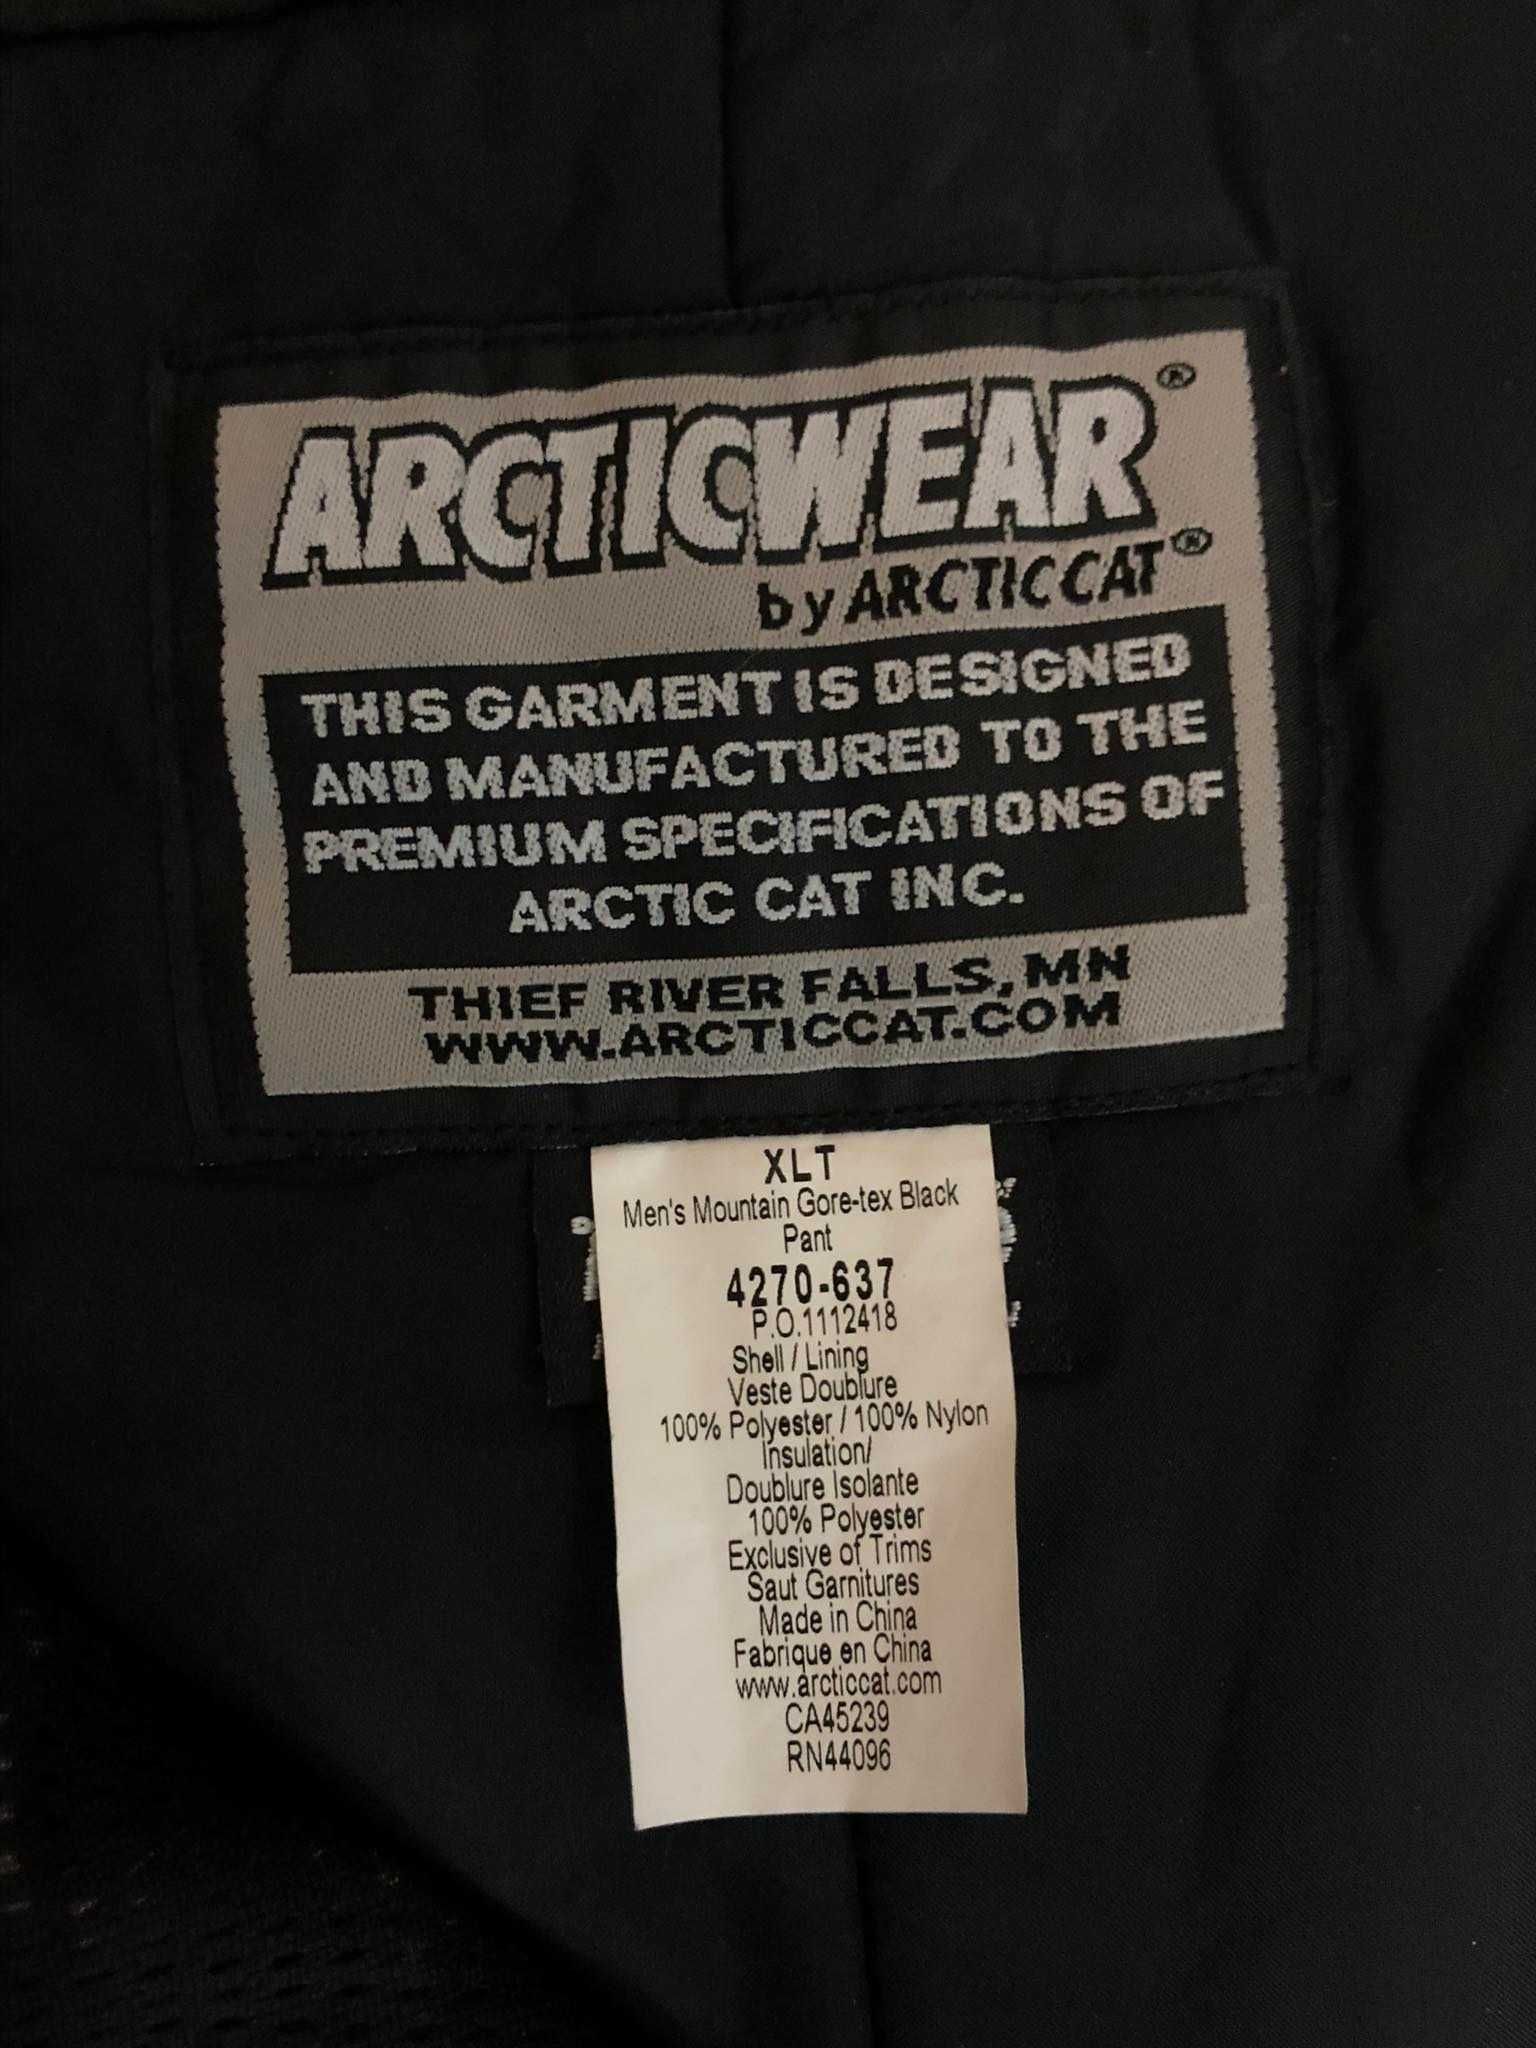 ARCTICWEAR®
by ARCTIC CAT®
THIS GARMENT IS DESIGNED
AND MANUFACTURED TO THE
PREMIUM SPECIFICATIONS OF
ARCTIC CAT INC.
THIEF RIVER FALLS, MN
WWW.ARCTICCAT.COM
XLT
Men's Mountain Gore-tex Black
Pant
4270-637
P.O.1112418
Shell / Lining
Veste Doublure
100% Polyester / 100% Nylon
Insulation/
Doublure Isolante
100% Polyester
Exclusive of Trims
Saut Garnitures
Made in China
Fabrique en China
www.arcticcat.com
CA45239
RN44096